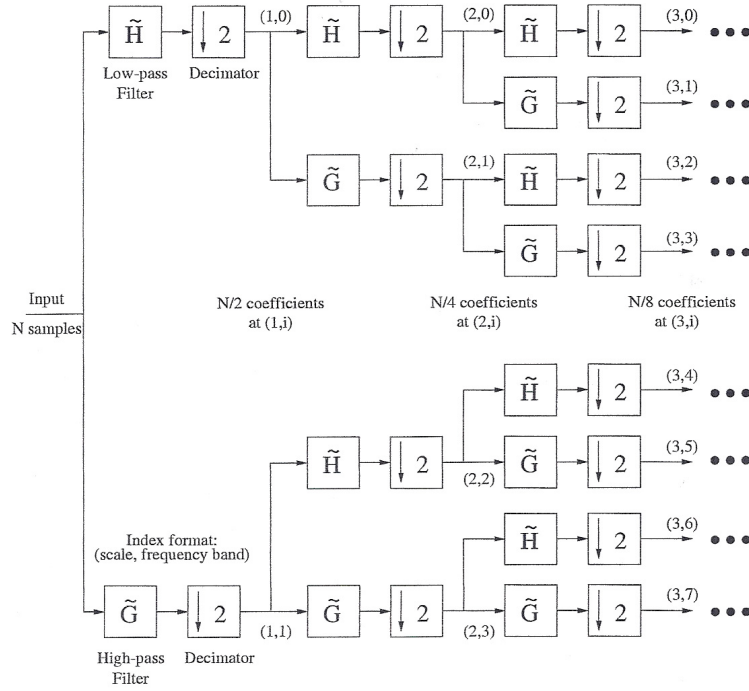 (1,0) (2,0) (3,0)
H̃ ↓ 2 H̃ ↓ 2 H̃ ↓ 2
Low-pass Filter
Decimator
(3,1)
G̃ ↓ 2
(2,1) (3,2)
G̃ ↓ 2 H̃ ↓ 2
(3,3)
G̃ ↓ 2
Input
N samples
N/2 coefficients
at (1,i)
N/4 coefficients
at (2,i)
N/8 coefficients
at (3,i)
(3,4)
H̃ ↓ 2
(3,5)
H̃ ↓ 2 G̃ ↓ 2
(2,2)
(3,6)
H̃ ↓ 2
Index format:
(scale, frequency band)
(3,7)
G̃ ↓ 2 G̃ ↓ 2 G̃ ↓ 2
(1,1) (2,3)
High-pass
Filter
Decimator